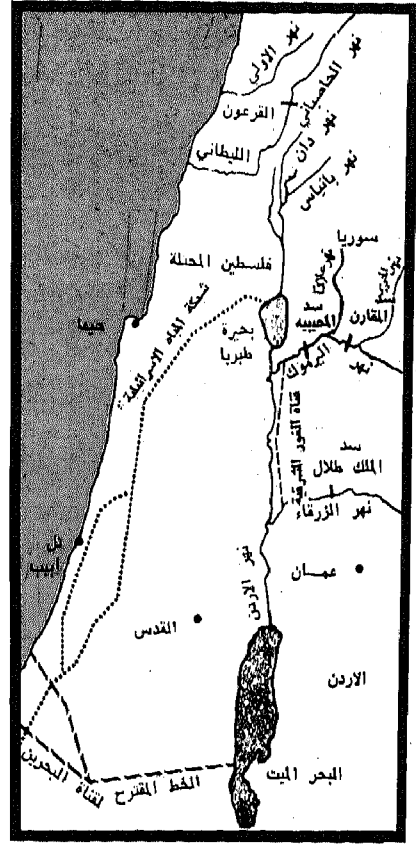 نهر الاولي
نهر الحاصباني
القرعون
نهر دان
الليطاني
نهر بانياس
سوريا
فلسطين المحتلة
سد
المقارن
سد
المخيبه
شبكة المياه الاسرائيلية
حيفا
بحيرة
طبريا
نهر اليرموك
قناة الغور الشرقية
سد
الملك طلال
نهر الزرقاء
تل
ابيب
نهر الاردن
عمان
القدس
الاردن
البحر الميت
الخط المقترح
لقناة البحرين